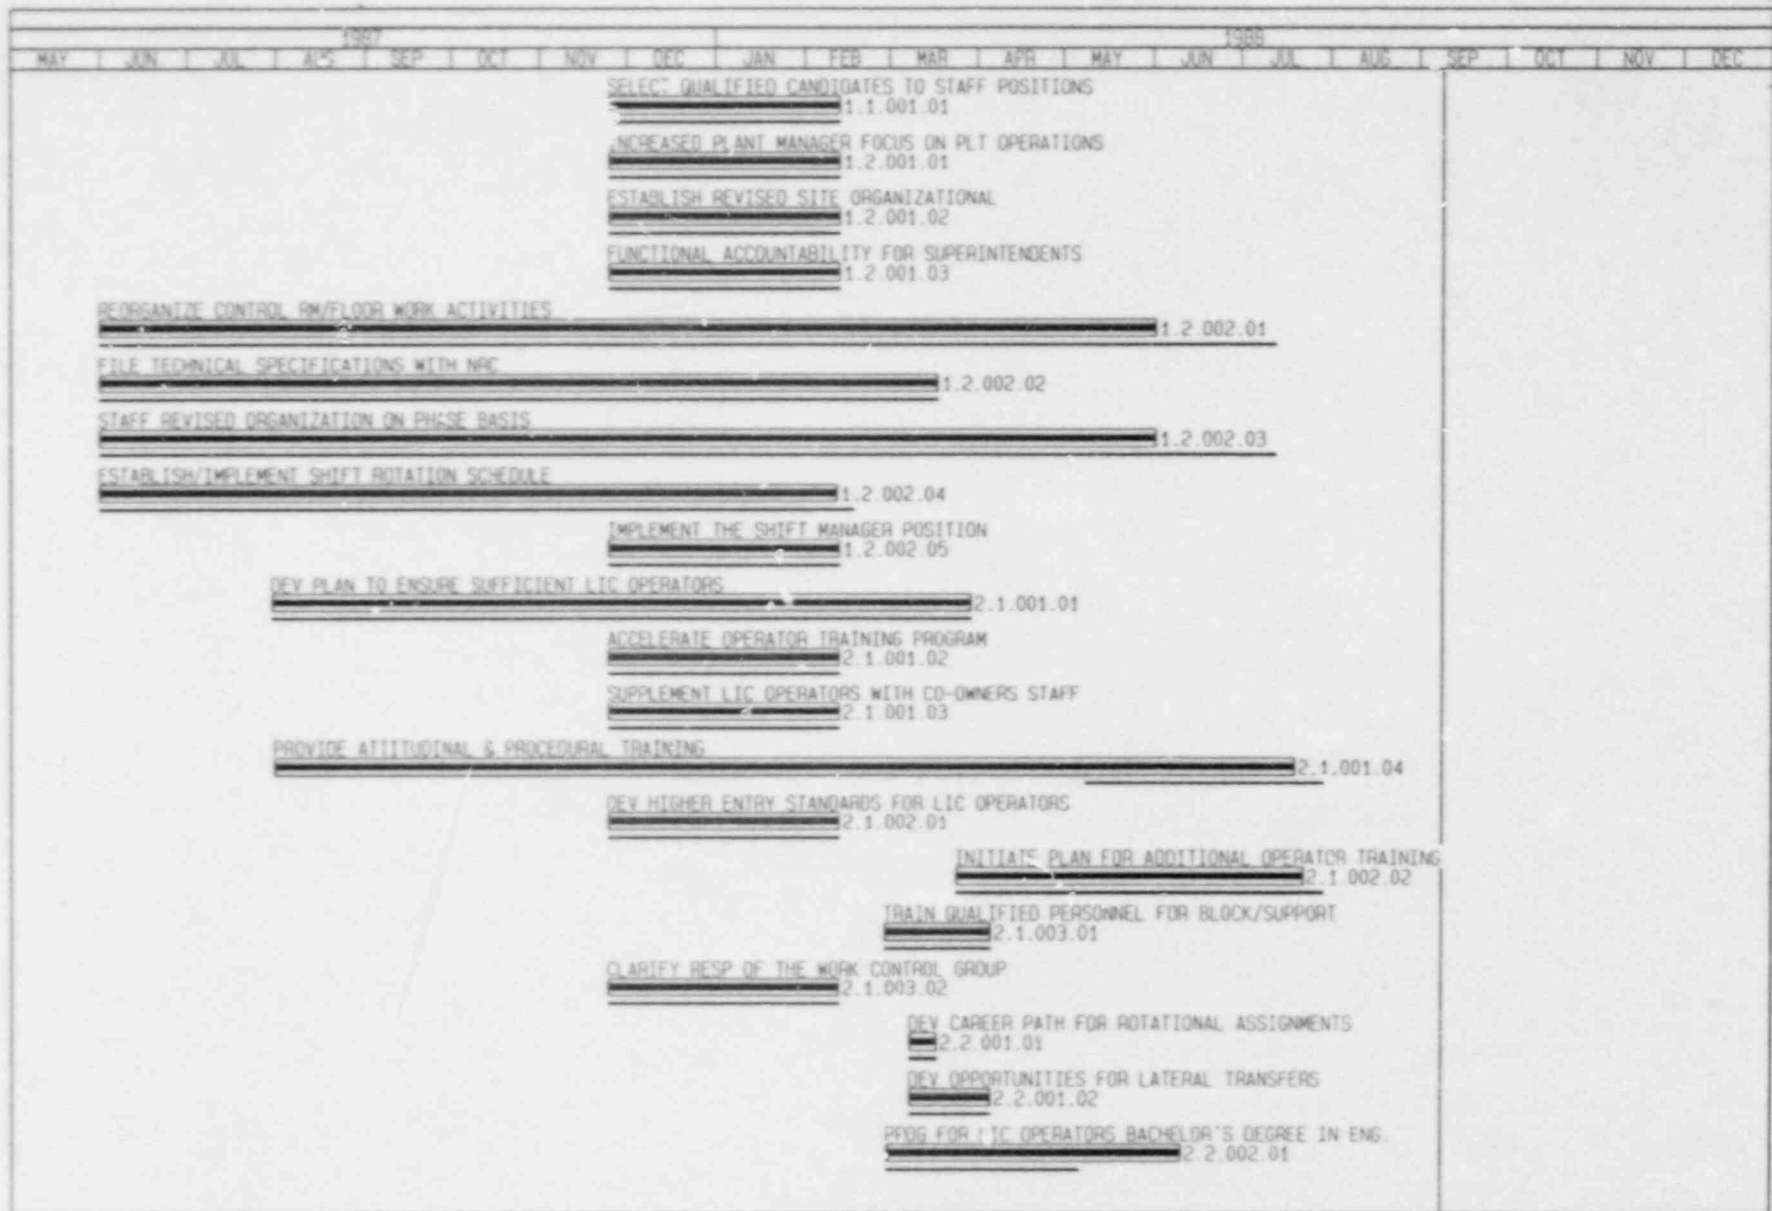 1987 1988
MAY JUN JUL AUG SEP OCT NOV DEC JAN FEB MAR APR MAY JUN JUL AUG SEP OCT NOV DEC
SELECT QUALIFIED CANDIDATES TO STAFF POSITIONS
1.1.001.01
INCREASED PLANT MANAGER FOCUS ON PLT OPERATIONS
1.2.001.01
ESTABLISH REVISED SITE ORGANIZATIONAL
1.2.001.02
FUNCTIONAL ACCOUNTABILITY FOR SUPERINTENDENTS
1.2.001.03
REORGANIZE CONTROL RM/FLOOR WORK ACTIVITIES
1.2.002.01
FILE TECHNICAL SPECIFICATIONS WITH NRC
1.2.002.02
STAFF REVISED ORGANIZATION ON PHASE BASIS
1.2.002.03
ESTABLISH/IMPLEMENT SHIFT ROTATION SCHEDULE
1.2.002.04
IMPLEMENT THE SHIFT MANAGER POSITION
1.2.002.05
DEV PLAN TO ENSURE SUFFICIENT LIC OPERATORS
2.1.001.01
ACCELERATE OPERATOR TRAINING PROGRAM
2.1.001.02
SUPPLEMENT LIC OPERATORS WITH CO-OWNERS STAFF
2.1.001.03
PROVIDE ATTITUDINAL & PROCEDURAL TRAINING
2.1.001.04
DEV HIGHER ENTRY STANDARDS FOR LIC OPERATORS
2.1.002.01
INITIATE PLAN FOR ADDITIONAL OPERATOR TRAINING
2.1.002.02
TRAIN QUALIFIED PERSONNEL FOR BLOCK/SUPPORT
2.1.003.01
CLARIFY RESP OF THE WORK CONTROL GROUP
2.1.003.02
DEV CAREER PATH FOR ROTATIONAL ASSIGNMENTS
2.2.001.01
DEV OPPORTUNITIES FOR LATERAL TRANSFERS
2.2.001.02
PROG FOR LIC OPERATORS BACHELOR'S DEGREE IN ENG.
2.2.002.01